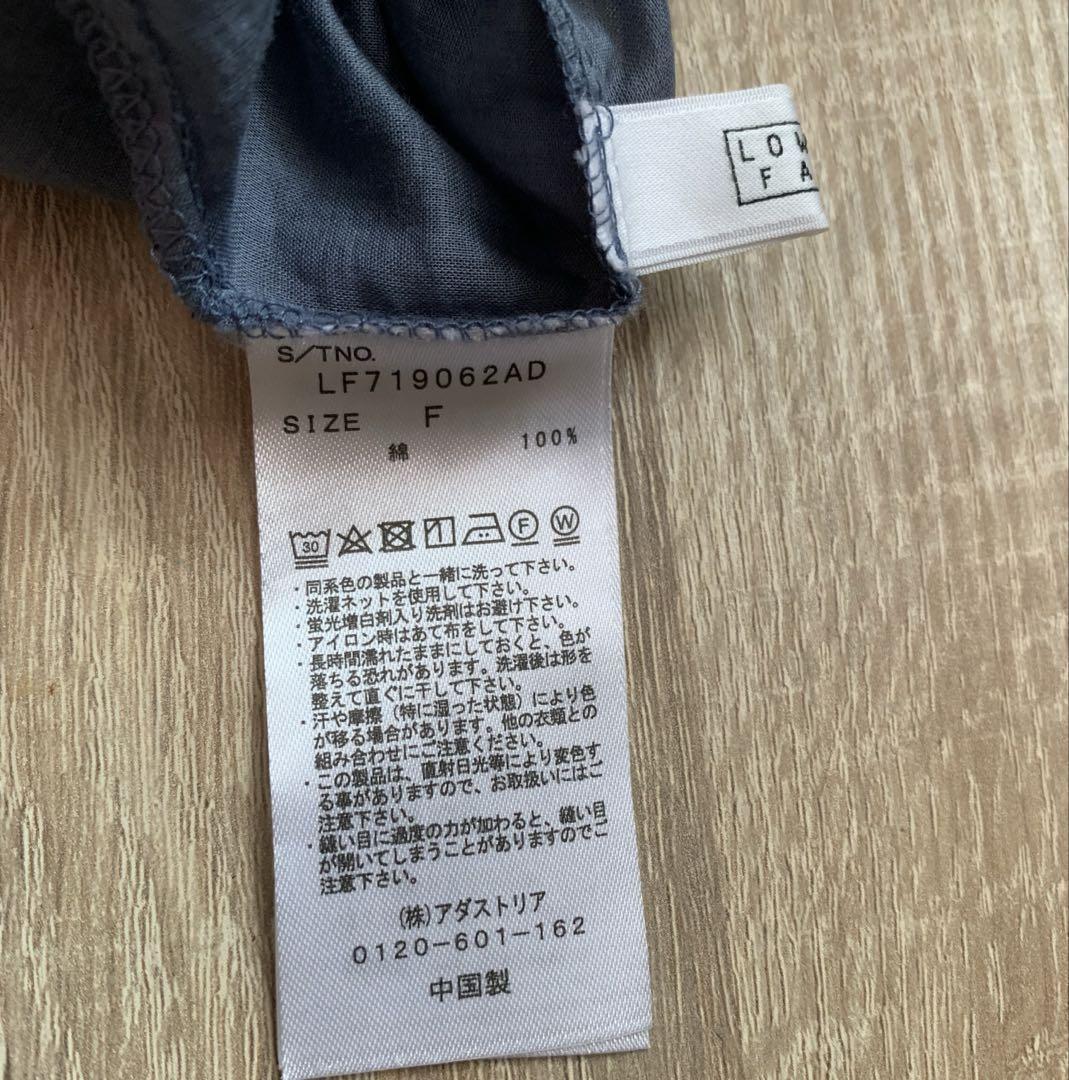 LOW
FA
S/TNO.
LF719062AD
SIZE F
綿 100%
30 F W
・同系色の製品と一緒に洗って下さい。
・洗濯ネットを使用して下さい。
・蛍光増白剤入り洗剤はお避け下さい。
・アイロン時はあて布をして下さい。
・長時間濡れたままにしておくと、色が
落ちる恐れがあります。洗濯後は形を
整えて直ぐに干して下さい。
・汗や摩擦（特に湿った状態）により色
が移る場合があります。他の衣類との
組み合わせにご注意ください。
・この製品は、直射日光等により変色す
る事がありますので、お取扱いにはご
注意下さい。
・縫い目に過度の力が加わると、縫い目
が開いてしまうことがありますのでご
注意下さい。
(株)アダストリア
0120-601-162
中国製